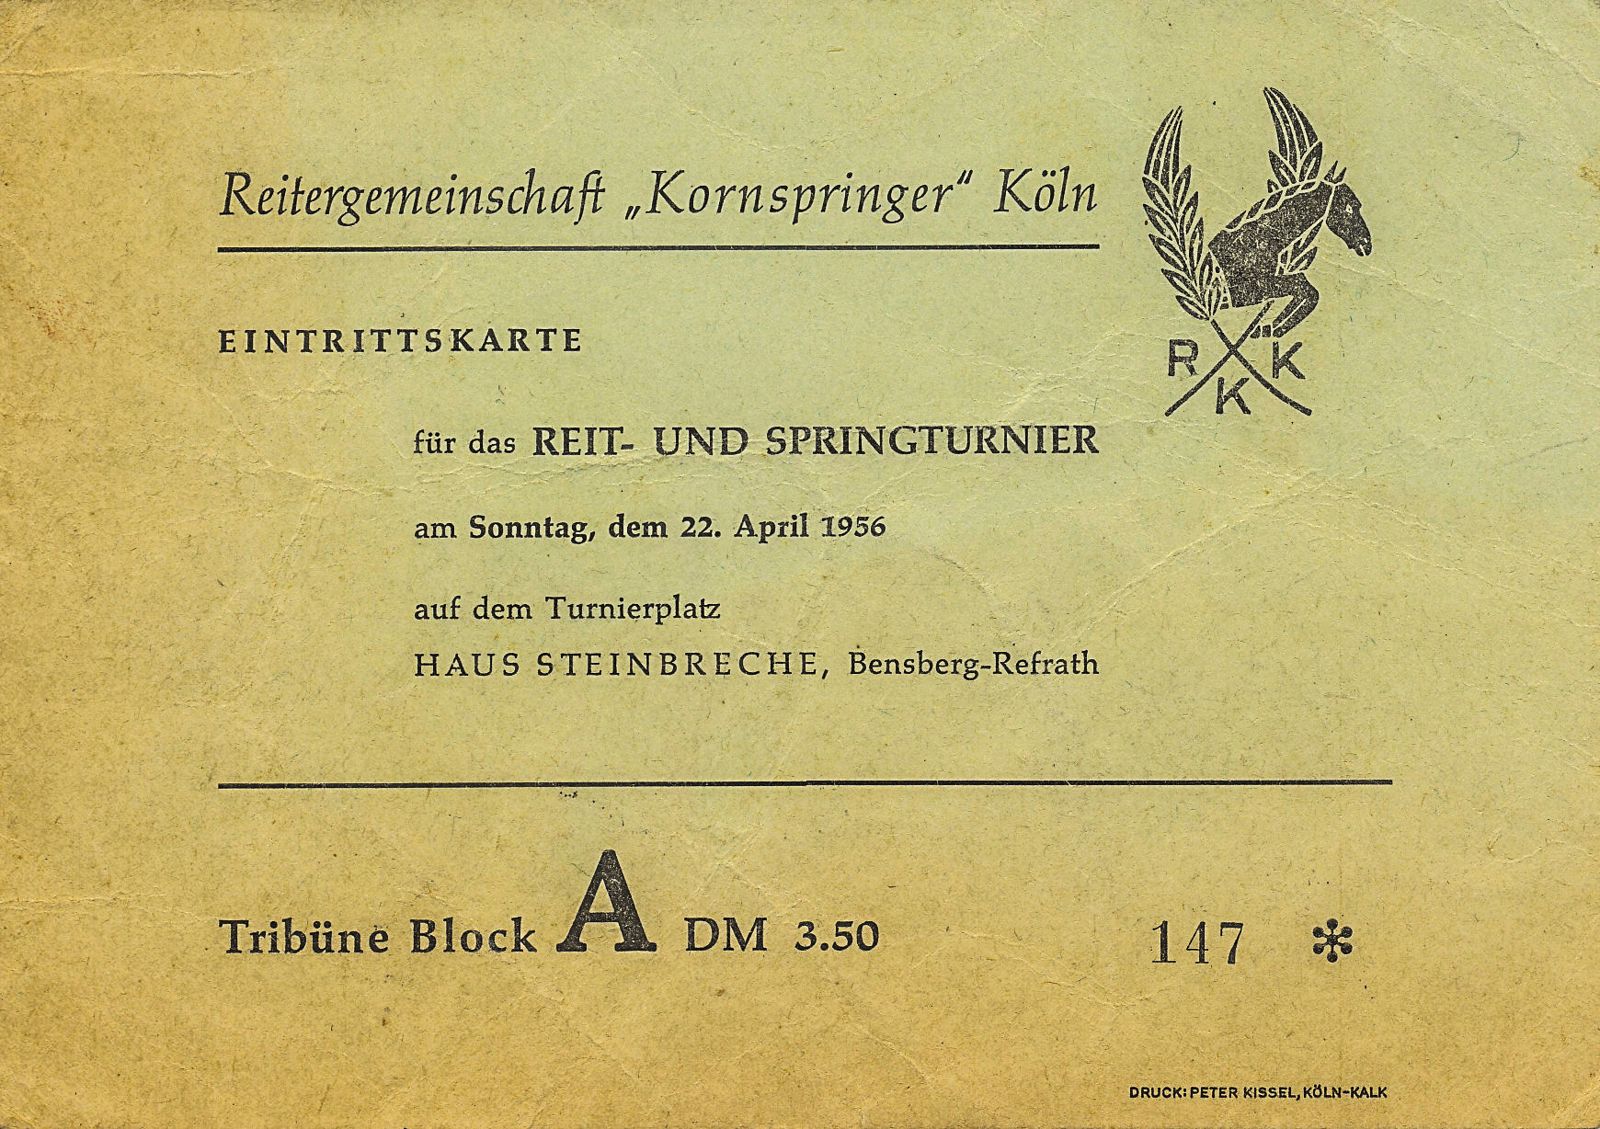 Reitergemeinschaft „Kornspringer“ Köln
R K K
EINTRITTSKARTE
für das REIT- UND SPRINGTURNIER
am Sonntag, dem 22. April 1956
auf dem Turnierplatz
HAUS STEINBRECHE, Bensberg-Refrath
Tribüne Block A DM 3.50
147 *
DRUCK: PETER KISSEL, KÖLN-KALK